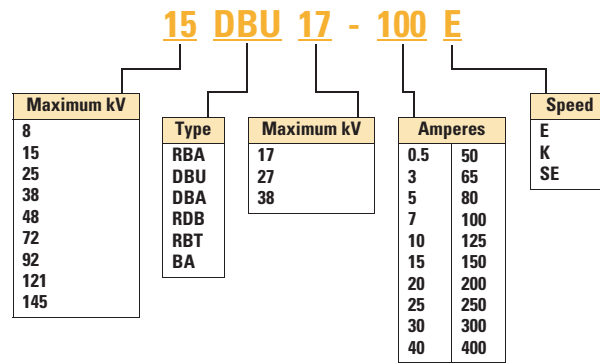 15 DBU 17 - 100 E
Maximum kV
8
15
25
38
48
72
92
121
145
Type
RBA
DBU
DBA
RDB
RBT
BA
Maximum kV
17
27
38
Amperes
0.5 50
3 65
5 80
7 100
10 125
15 150
20 200
25 250
30 300
40 400
Speed
E
K
SE